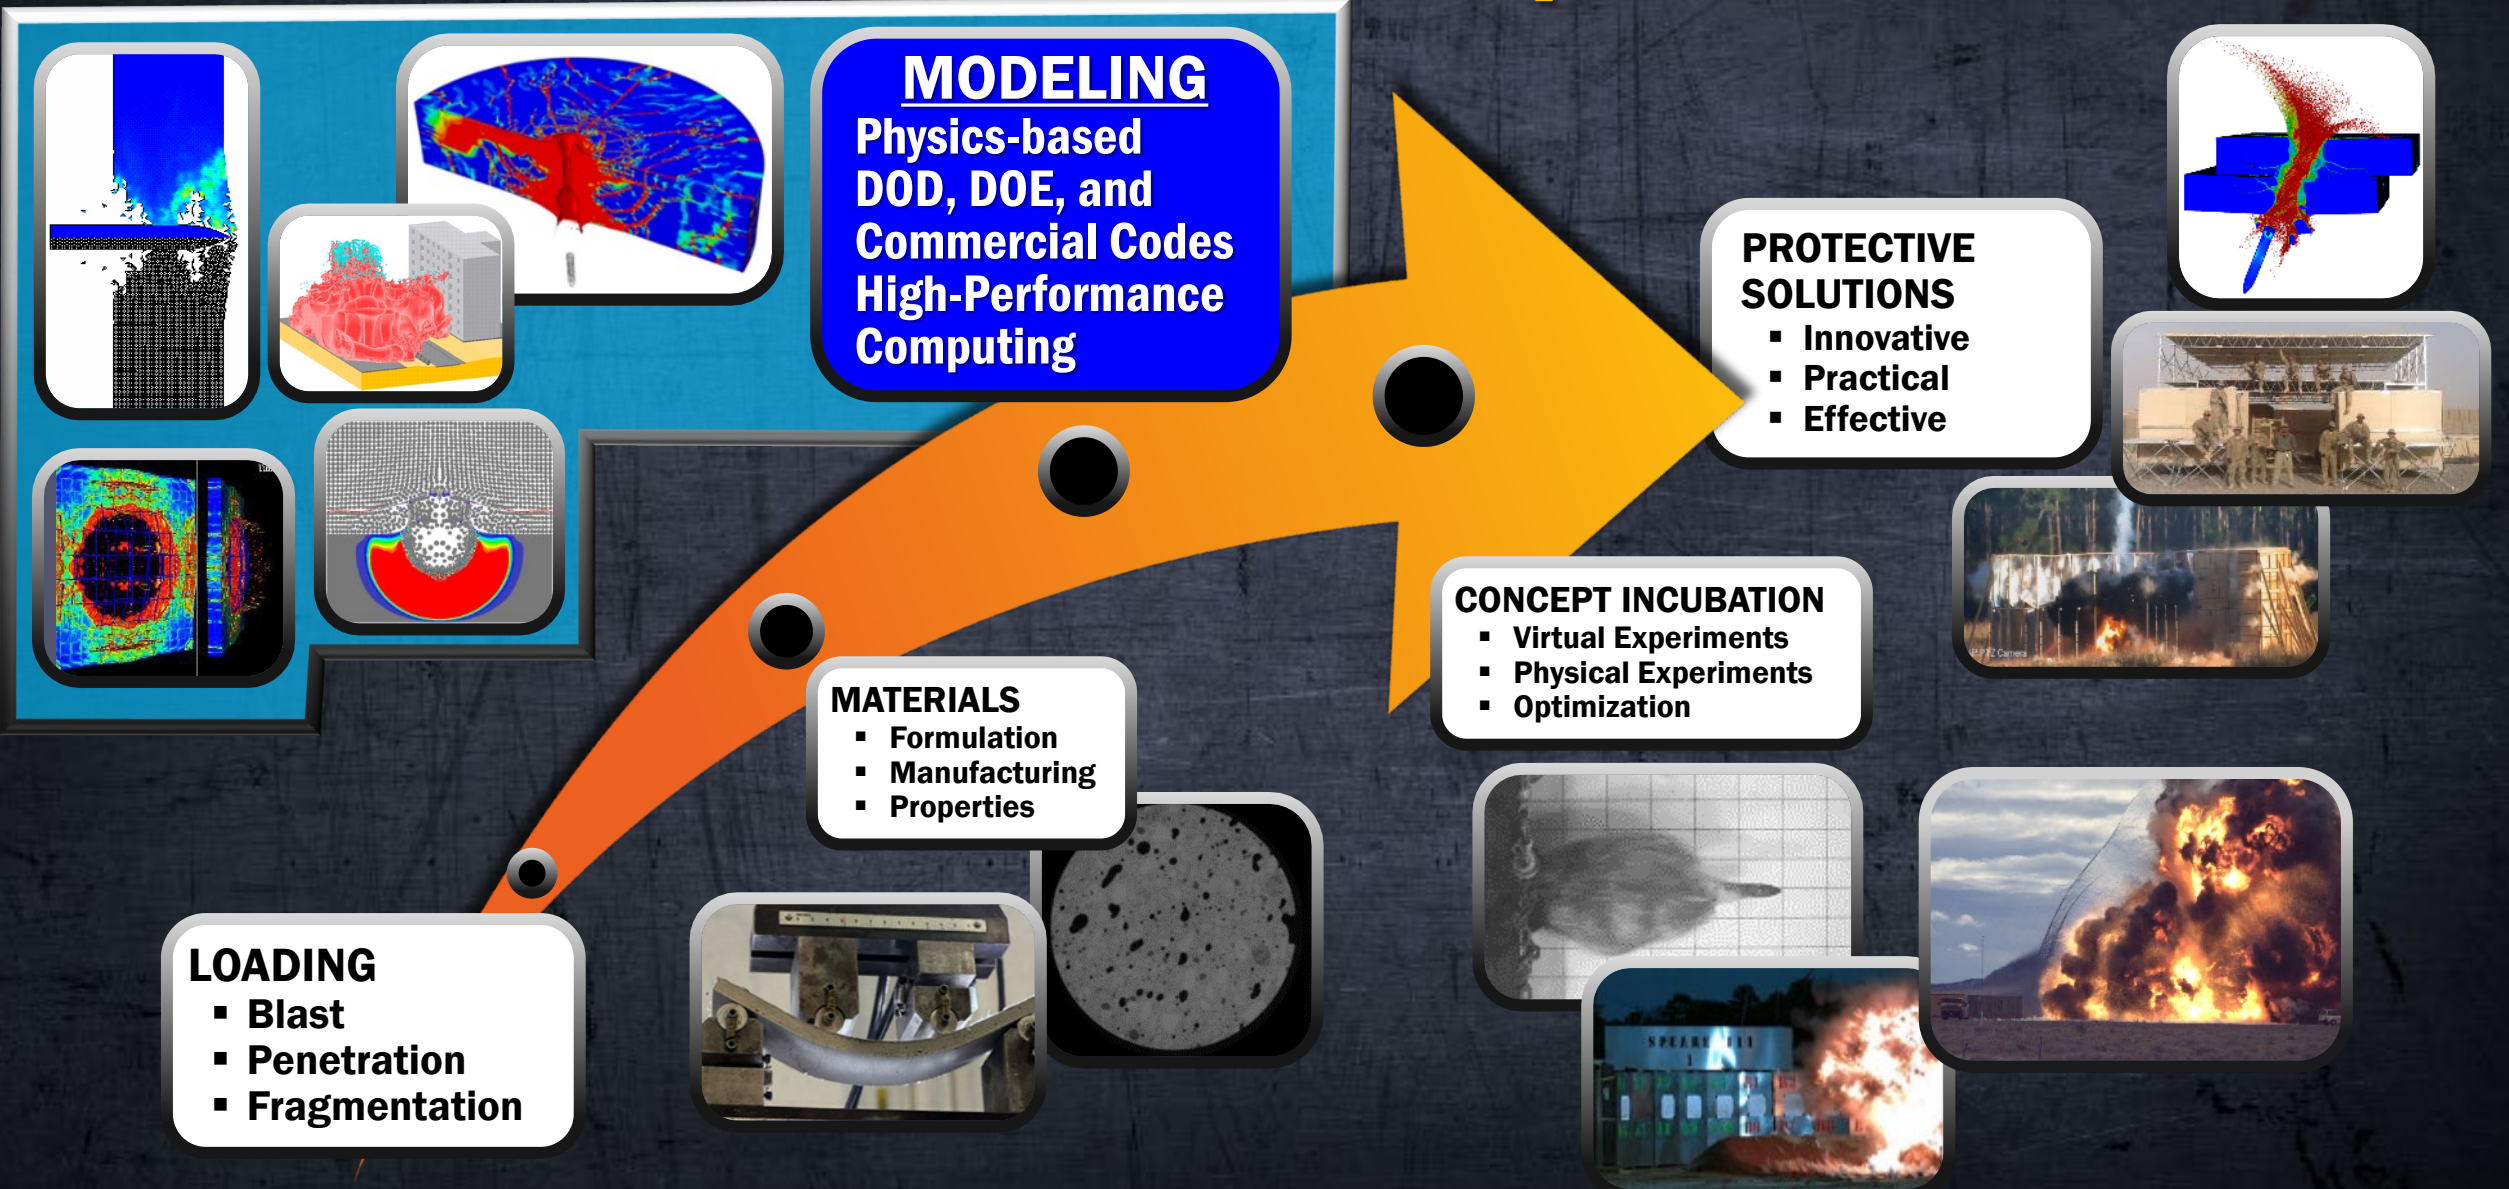 MODELING
Physics-based
DOD, DOE, and
Commercial Codes
High-Performance
Computing
PROTECTIVE
SOLUTIONS
▪ Innovative
▪ Practical
▪ Effective
CONCEPT INCUBATION
▪ Virtual Experiments
▪ Physical Experiments
▪ Optimization
MATERIALS
▪ Formulation
▪ Manufacturing
▪ Properties
LOADING
▪ Blast
▪ Penetration
▪ Fragmentation